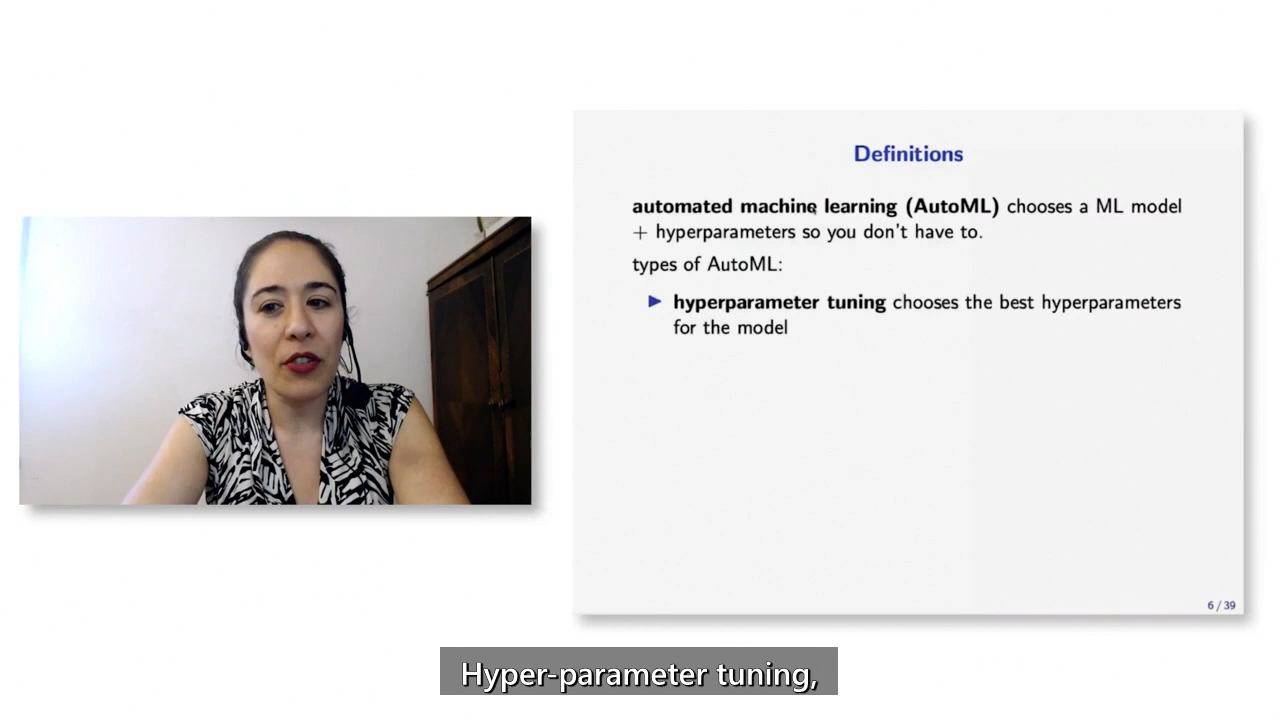 Definitions
automated machine learning (AutoML) chooses a ML model
+ hyperparameters so you don't have to.
types of AutoML:
▶ hyperparameter tuning chooses the best hyperparameters
for the model
6 / 39
Hyper-parameter tuning,